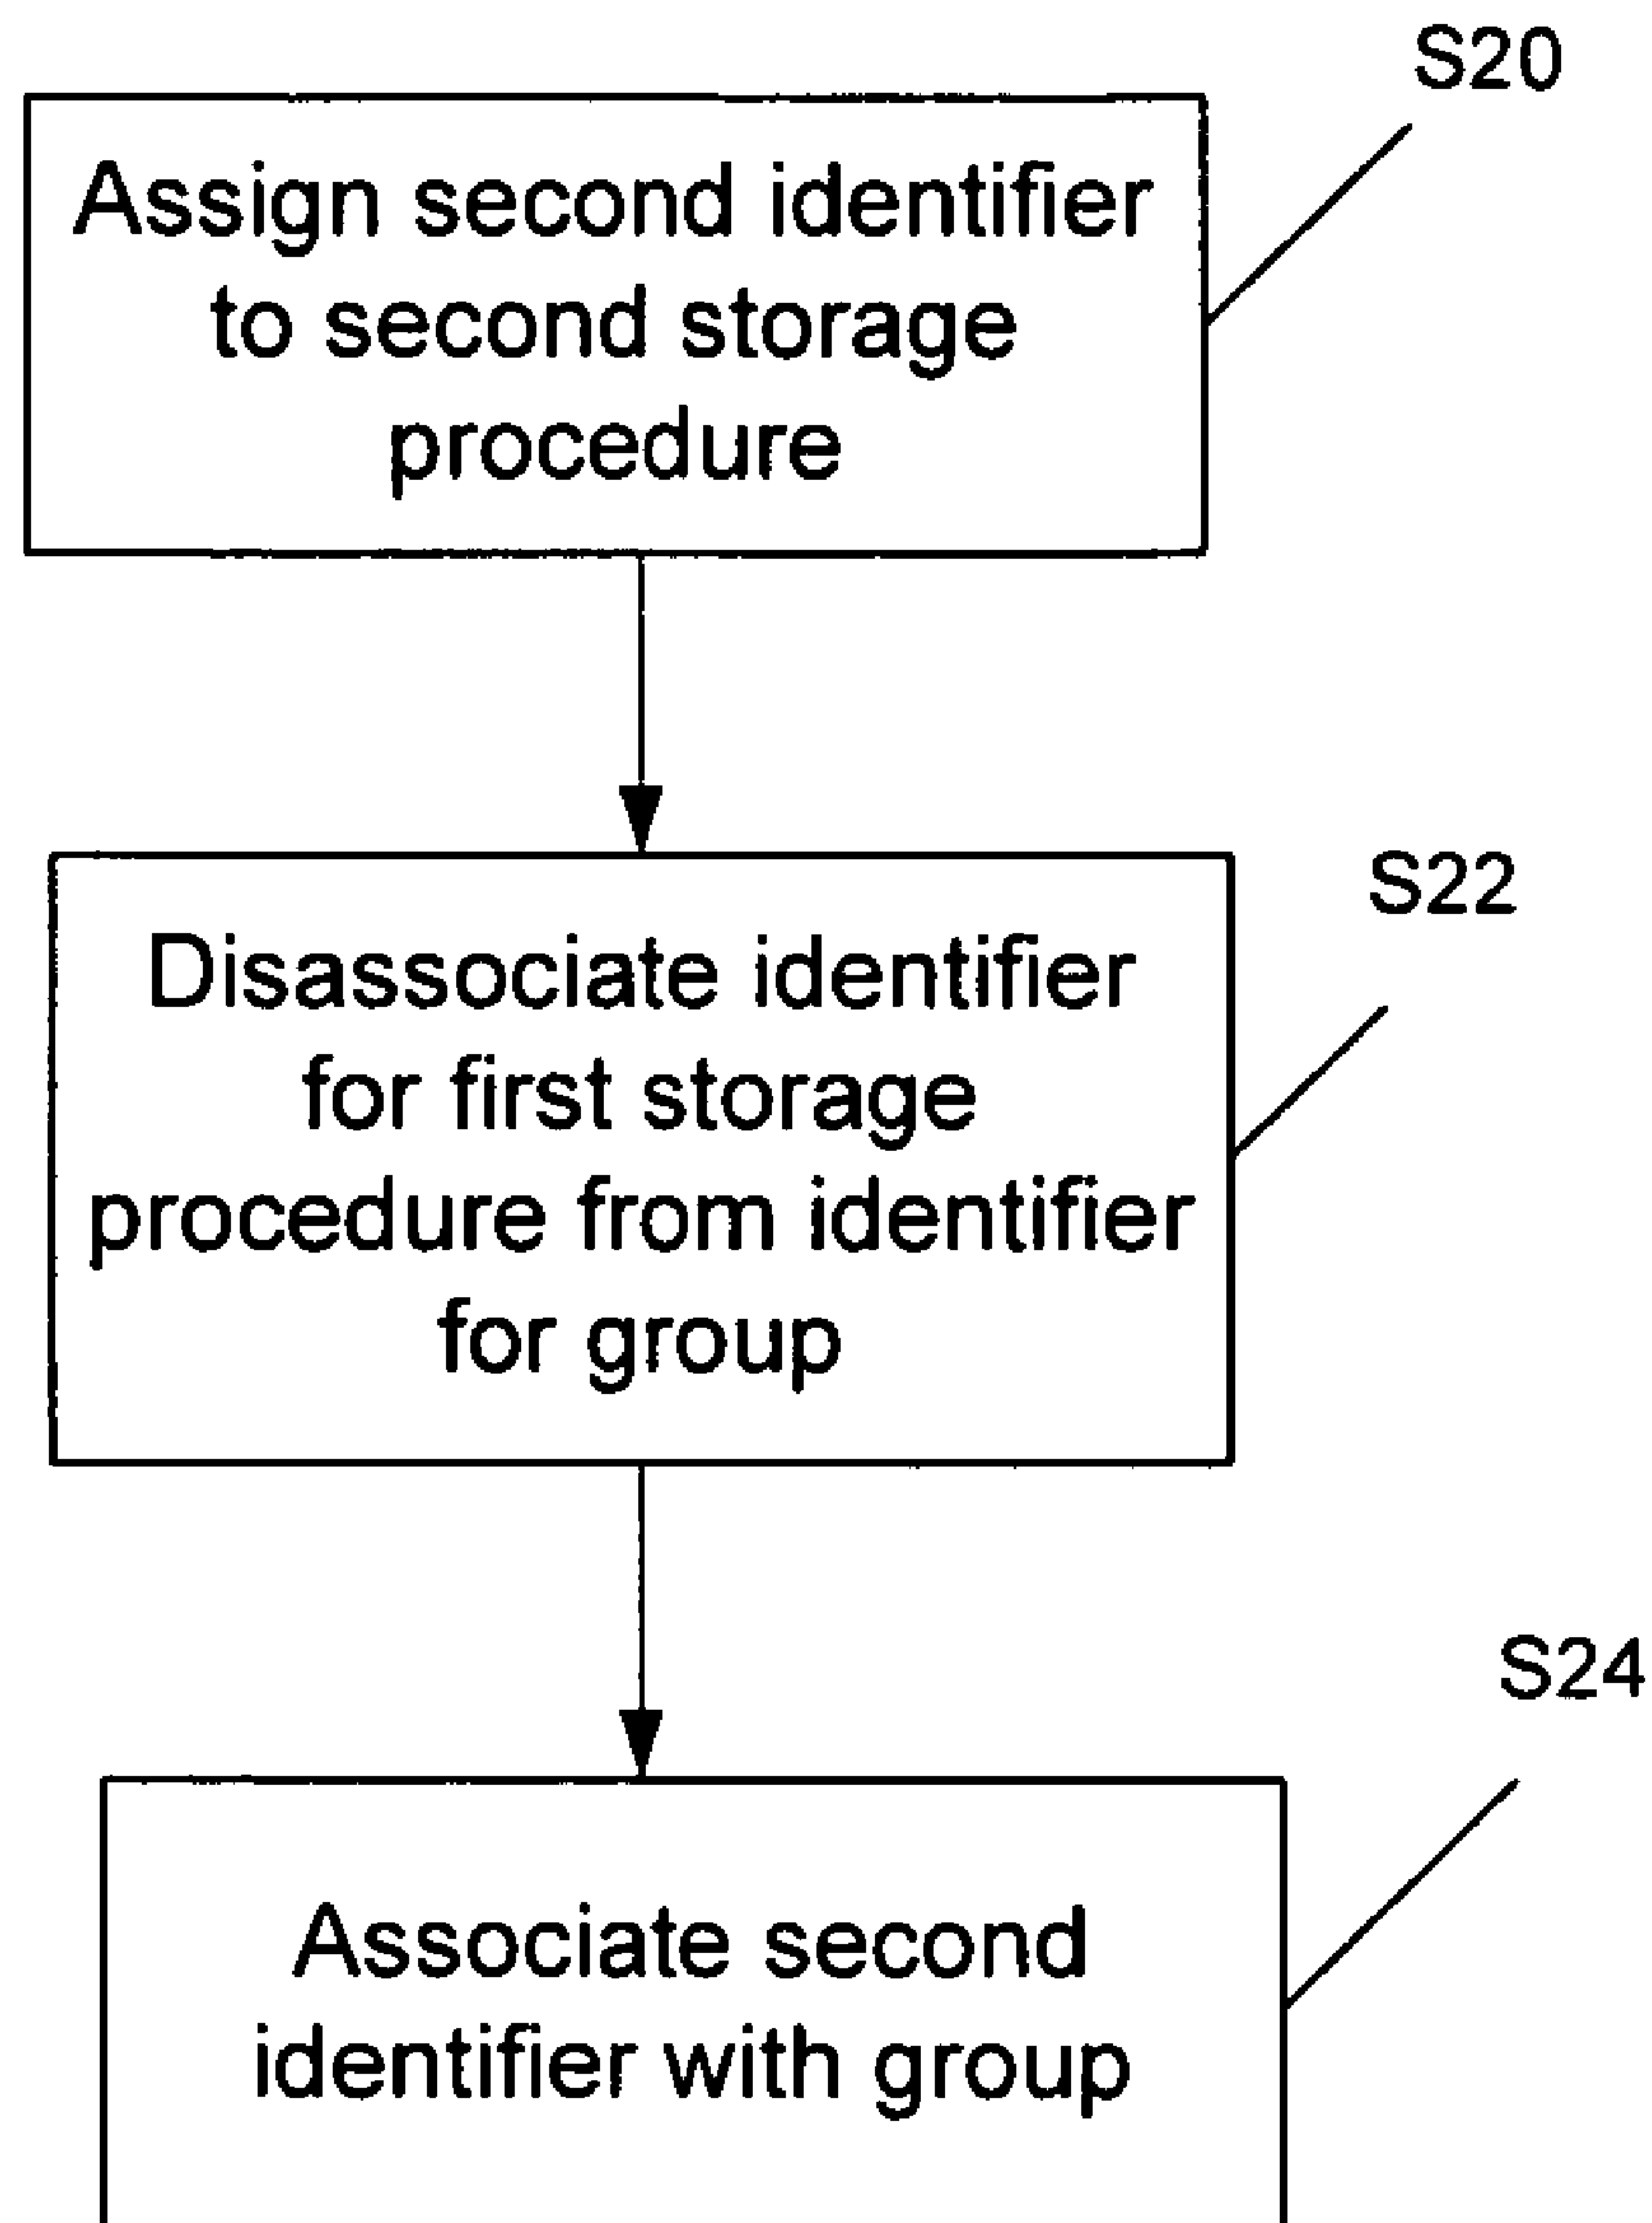 S20
Assign second identifier
to second storage
procedure
S22
Disassociate identifier
for first storage
procedure from identifier
for group
S24
Associate second
identifier with group